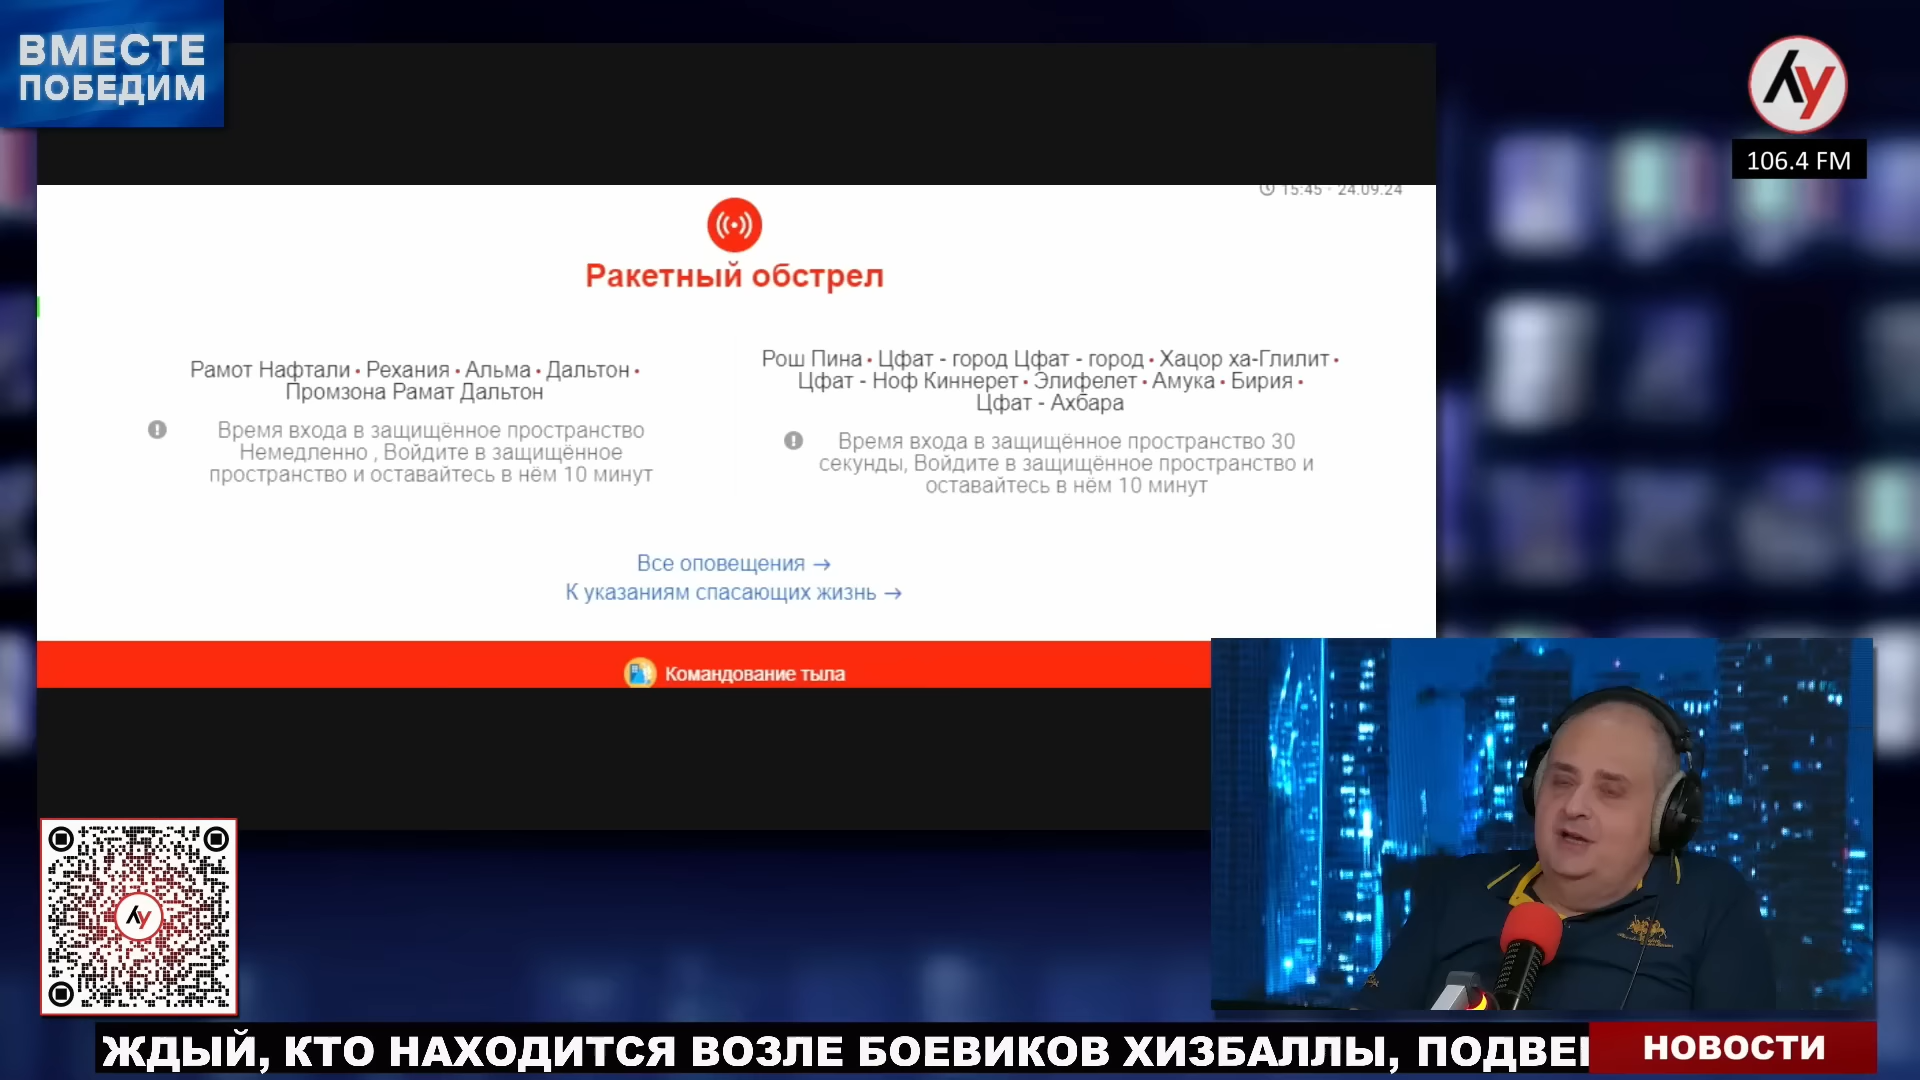 ВМЕСТЕ
ПОБЕДИМ
Лу
106.4 FM
15:45 · 24.09.24
Ракетный обстрел
Рамот Нафтали • Рехания • Альма • Дальтон •
Промзона Рамат Дальтон
Время входа в защищённое пространство
Немедленно , Войдите в защищённое
пространство и оставайтесь в нём 10 минут
Рош Пина • Цфат - город Цфат - город • Хацор ха-Глилит •
Цфат - Ноф Киннерет • Элифелет • Амука • Бирия •
Цфат - Ахбара
Время входа в защищённое пространство 30
секунды, Войдите в защищённое пространство и
оставайтесь в нём 10 минут
Все оповещения →
К указаниям спасающих жизнь →
Командование тыла
Лу
ЖДЫЙ, КТО НАХОДИТСЯ ВОЗЛЕ БОЕВИКОВ ХИЗБАЛЛЫ, ПОДВЕ
НОВОСТИ